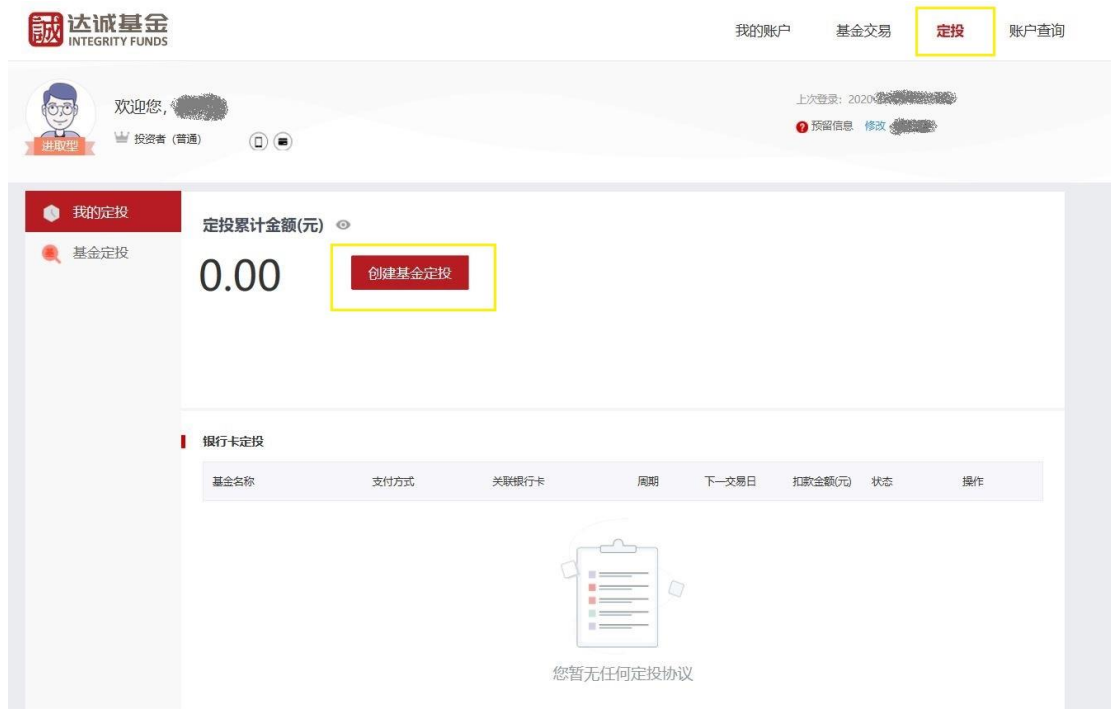 誠 达诚基金
INTEGRITY FUNDS
我的账户 基金交易 定投 账户查询
欢迎您,
上次登录: 2020
投资者 (普通)
进取型
预留信息 修改
我的定投
基金定投
定投累计金额(元)
0.00
创建基金定投
银行卡定投
基金名称 支付方式 关联银行卡 周期 下一交易日 扣款金额(元) 状态 操作
您暂无任何定投协议